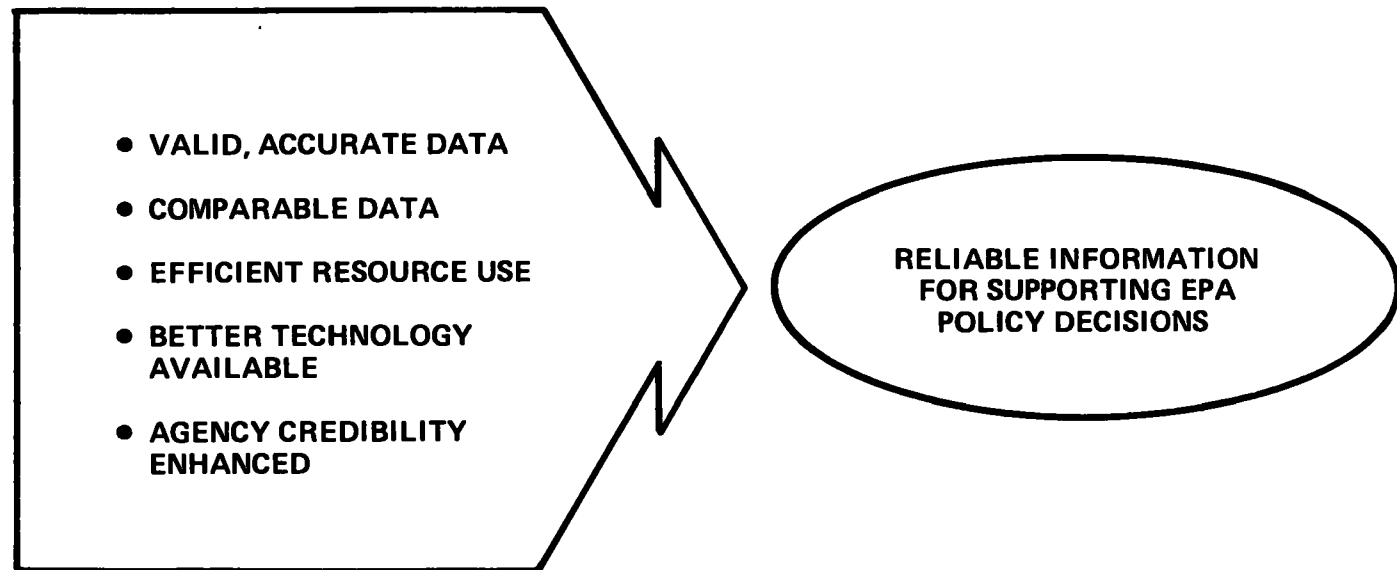 ● VALID, ACCURATE DATA
● COMPARABLE DATA
● EFFICIENT RESOURCE USE
● BETTER TECHNOLOGY
AVAILABLE
● AGENCY CREDIBILITY
ENHANCED
RELIABLE INFORMATION
FOR SUPPORTING EPA
POLICY DECISIONS